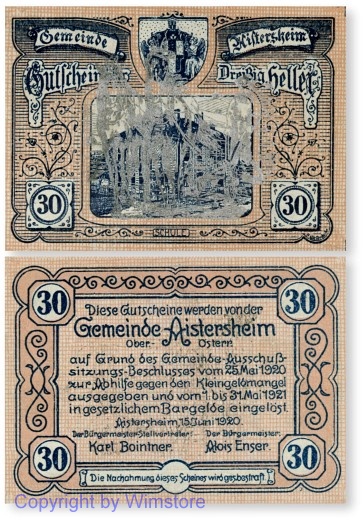 Gemeinde Aistersheim
Gutschein über Dreißig Heller
30 30
SCHULE
30 30
Diese Gutscheine werden von der
Gemeinde Aistersheim
Ober-Österr.
auf Grund des Gemeinde-Ausschuß-
sitzungs-Beschlusses vom 25 Mai 1920
zur Abhilfe gegen den Kleingeldmangel
ausgegeben und vom 1 bis 31 Mai 1921
in gesetzlichem Bargelde eingelöst.
Aistersheim, 15 Juni 1920.
Der Bürgermeister-Stellvertreter: Der Bürgermeister:
Karl Bointner. Alois Enser.
30 30
Die Nachahmung dieses Scheines wird gestraft.
Copyright by Wimstore